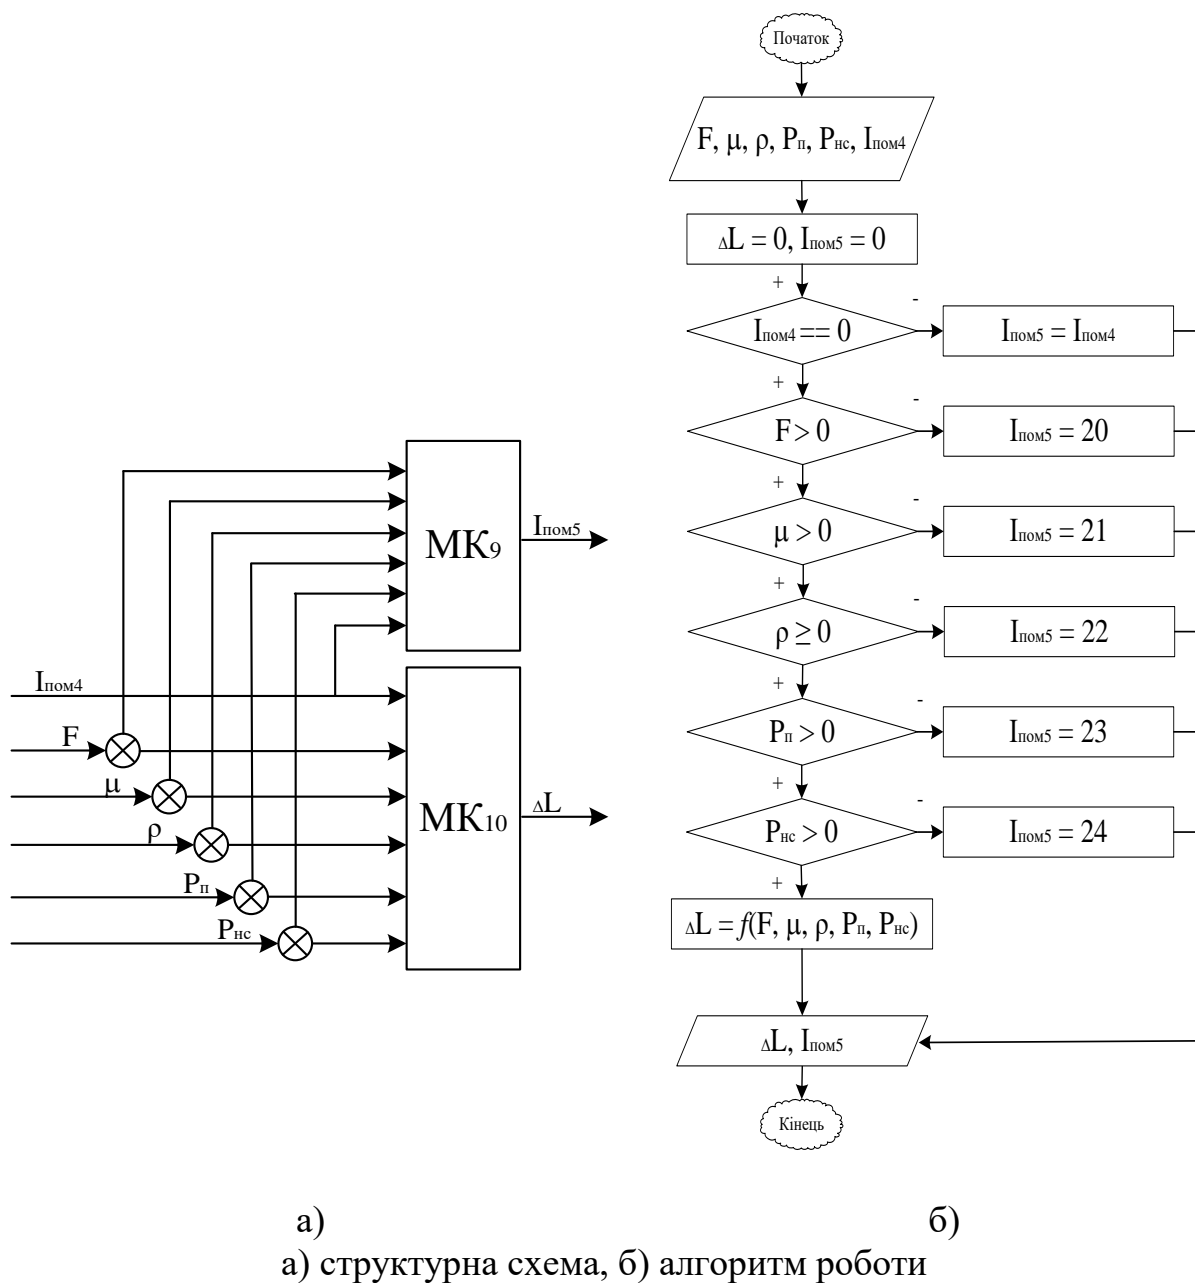 Початок
F, μ, ρ, Pп, Pнс, Iпом4
ΔL = 0, Iпом5 = 0
+
-
Iпом4 == 0
Iпом5 = Iпом4
+
-
F > 0
Iпом5 = 20
+
-
μ > 0
Iпом5 = 21
+
-
ρ ≥ 0
Iпом5 = 22
+
-
Pп > 0
Iпом5 = 23
+
-
Pнс > 0
Iпом5 = 24
+
ΔL = f(F, μ, ρ, Pп, Pнс)
ΔL, Iпом5
Кінець
МК9
Iпом5
Iпом4
F
μ
ρ
Pп
Pнс
МК10
ΔL
а)
б)
а) структурна схема, б) алгоритм роботи